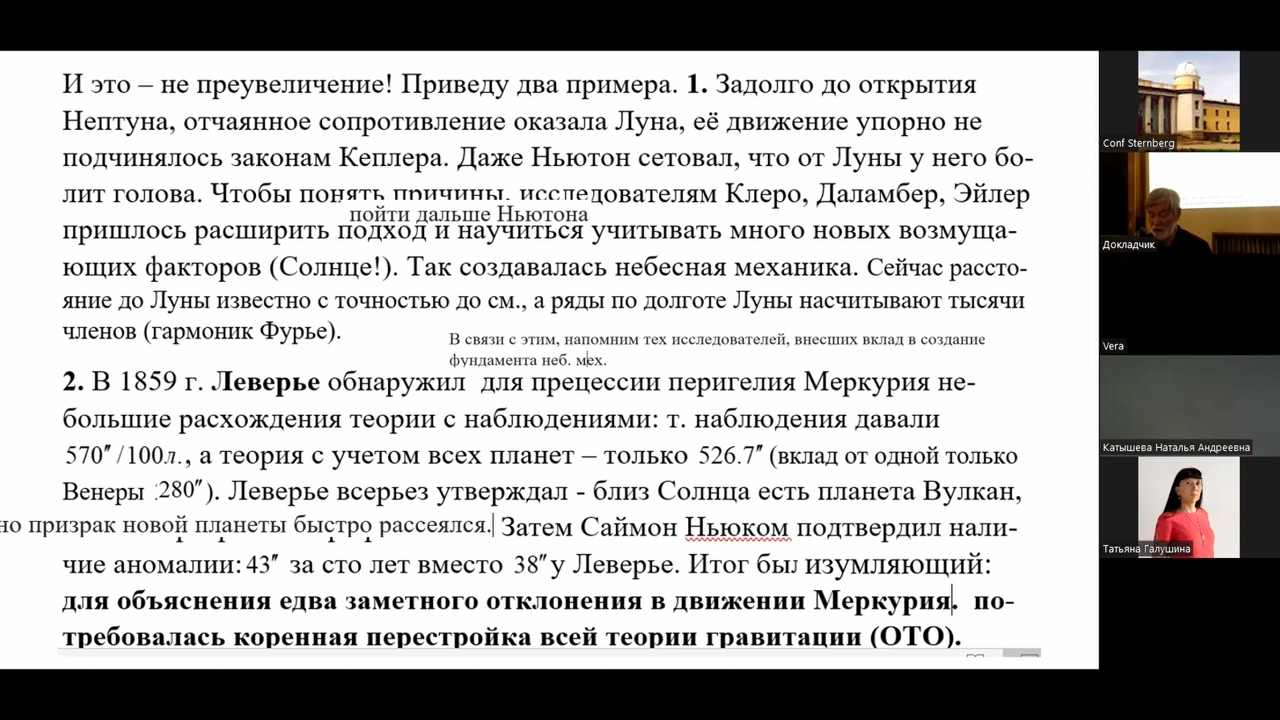 И это – не преувеличение! Приведу два примера. 1. Задолго до открытия
Нептуна, отчаянное сопротивление оказала Луна, её движение упорно не
подчинялось законам Кеплера. Даже Ньютон сетовал, что от Луны у него бо-
лит голова. Чтобы понять причины, исследователям Клеро, Даламбер, Эйлер
пойти дальше Ньютона
пришлось расширить подход и научиться учитывать много новых возмуща-
ющих факторов (Солнце!). Так создавалась небесная механика. Сейчас рассто-
яние до Луны известно с точностью до см., а ряды по долготе Луны насчитывают тысячи
членов (гармоник Фурье).
В связи с этим, напомним тех исследователей, внесших вклад в создание
фундамента неб. мех.
2. В 1859 г. Леверье обнаружил для прецессии перигелия Меркурия не-
большие расхождения теории с наблюдениями: т. наблюдения давали
570″/100л., а теория с учетом всех планет – только 526.7″ (вклад от одной только
Венеры 280″). Леверье всерьез утверждал - близ Солнца есть планета Вулкан,
но призрак новой планеты быстро рассеялся. Затем Саймон Ньюком подтвердил нали-
чие аномалии: 43″ за сто лет вместо 38″ у Леверье. Итог был изумляющий:
для объяснения едва заметного отклонения в движении Меркурия. по-
требовалась коренная перестройка всей теории гравитации (ОТО).
Conf Sternberg
Докладчик
Vera
Катышева Наталья Андреевна
Татьяна Галушина